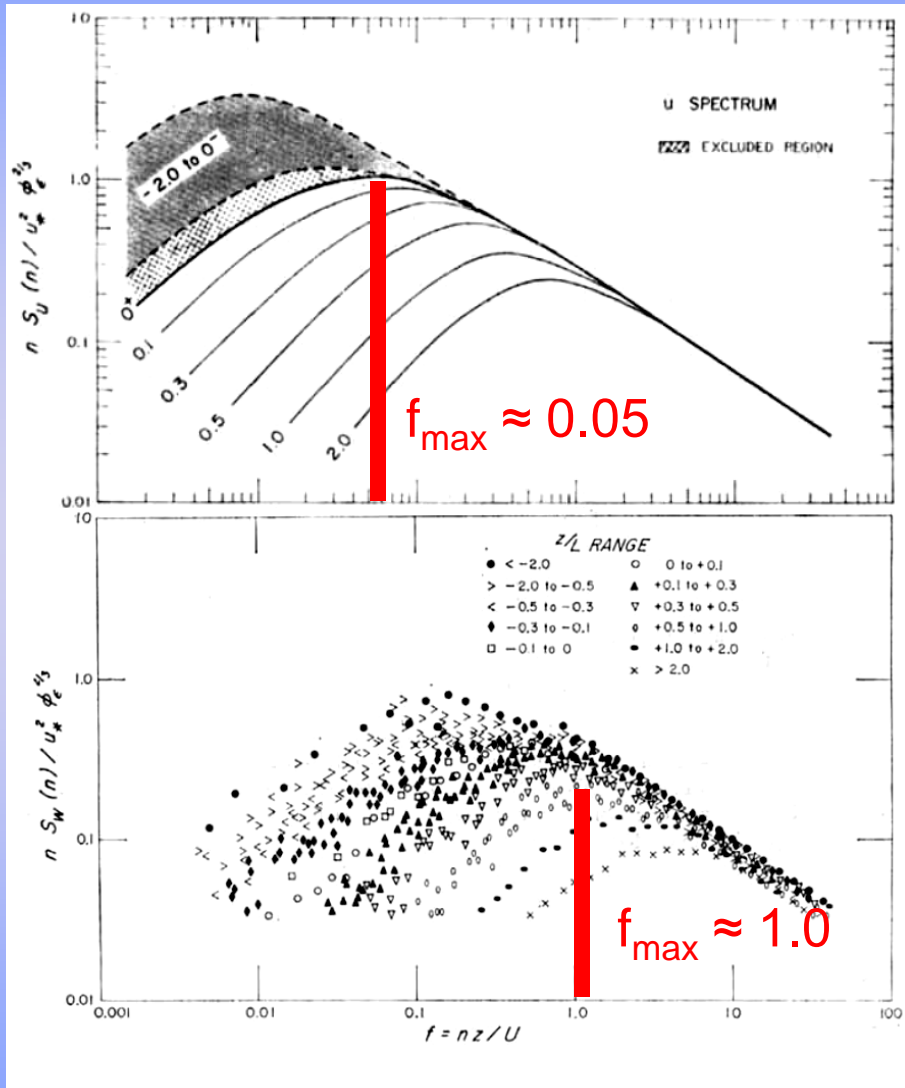 10
1.0
0.1
0.01
n S_U (n) / u_*^2 φ_ε^{2/3}
u SPECTRUM
EXCLUDED REGION
-2.0 to 0⁻
0⁺
0.1
0.3
0.5
1.0
2.0
f_max ≈ 0.05
10
1.0
0.1
0.01
n S_W (n) / u_*^2 φ_ε^{2/3}
z/L RANGE
● < -2.0 ○ 0 to +0.1
> -2.0 to -0.5 ▲ +0.1 to +0.3
< -0.5 to -0.3 ▽ +0.3 to +0.5
♦ -0.3 to -0.1 ◊ +0.5 to +1.0
□ -0.1 to 0 ● +1.0 to +2.0
× > 2.0
f_max ≈ 1.0
0.001 0.01 0.1 1.0 10 100
f = nz / U